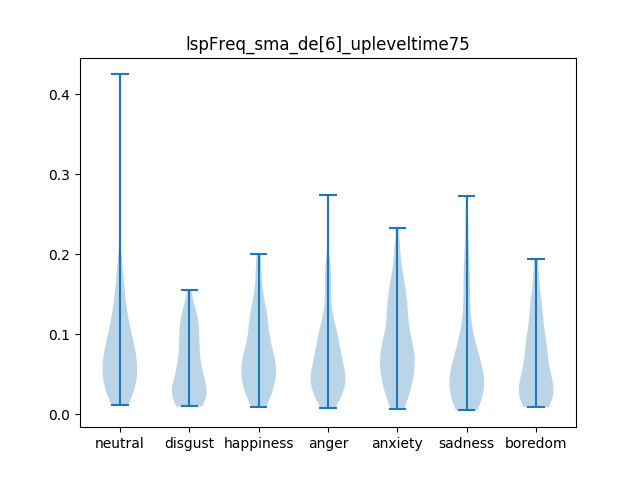 lspFreq_sma_de[6]_upleveltime75
0.4
0.3
0.2
0.1
0.0
neutral disgust happiness anger anxiety sadness boredom